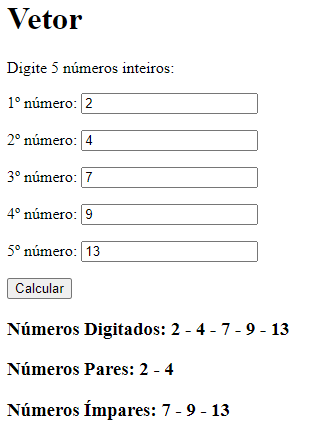 Vetor
Digite 5 números inteiros:
1º número: 2
2º número: 4
3º número: 7
4º número: 9
5º número: 13
Calcular
Números Digitados: 2 - 4 - 7 - 9 - 13
Números Pares: 2 - 4
Números Ímpares: 7 - 9 - 13